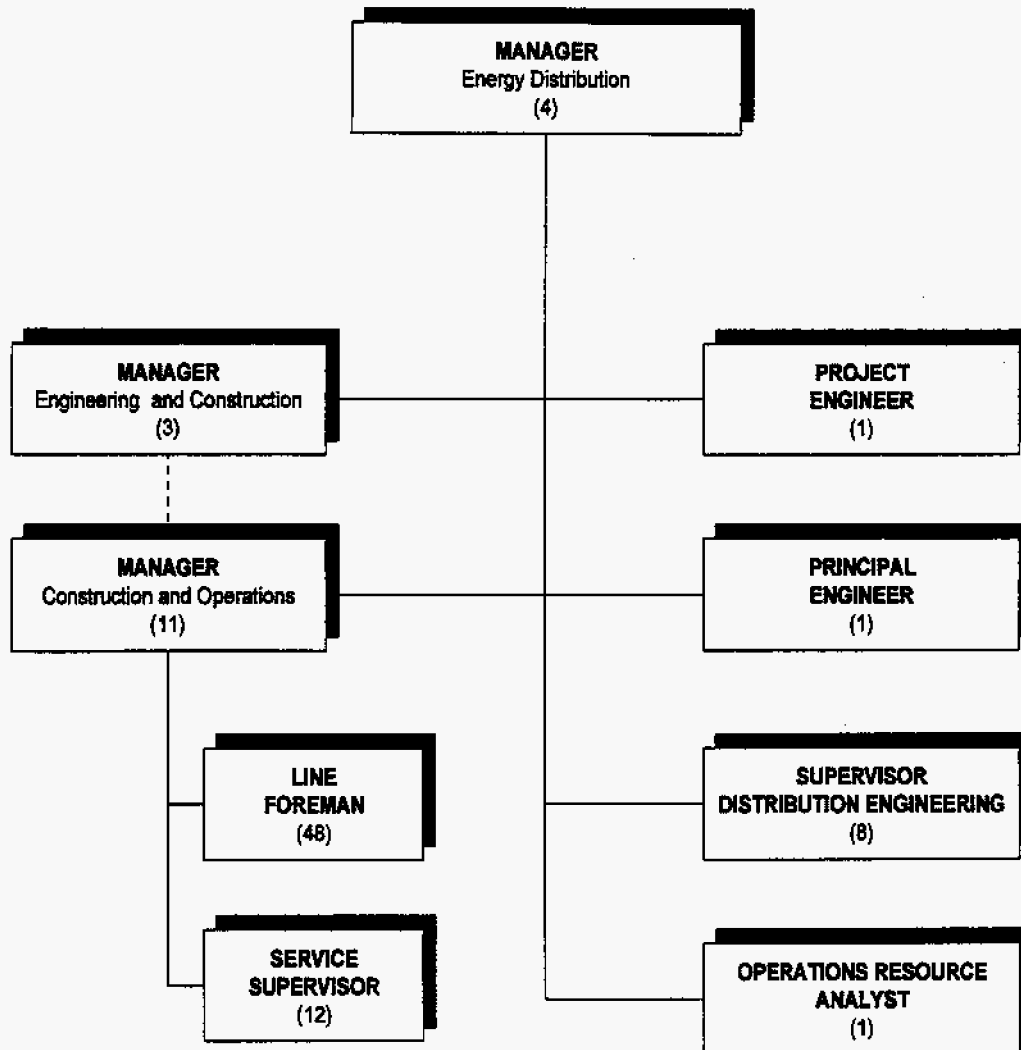 MANAGER
Energy Distribution
(4)
MANAGER
Engineering and Construction
(3)
PROJECT
ENGINEER
(1)
MANAGER
Construction and Operations
(11)
PRINCIPAL
ENGINEER
(1)
LINE
FOREMAN
(48)
SUPERVISOR
DISTRIBUTION ENGINEERING
(8)
SERVICE
SUPERVISOR
(12)
OPERATIONS RESOURCE
ANALYST
(1)